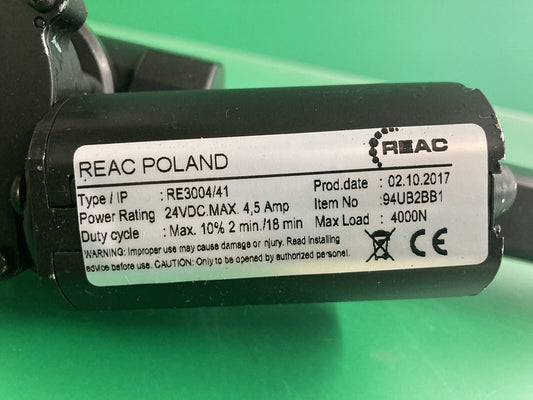 REAC POLAND
REAC
Type / IP : RE3004/41
Prod.date : 02.10.2017
Power Rating 24VDC.MAX. 4,5 Amp
Item No : 94UB2BB1
Duty cycle : Max. 10% 2 min./18 min
Max Load : 4000N
WARNING: Improper use may cause damage or injury. Read Installing
advice before use. CAUTION: Only to be opened by authorized personel.
CE